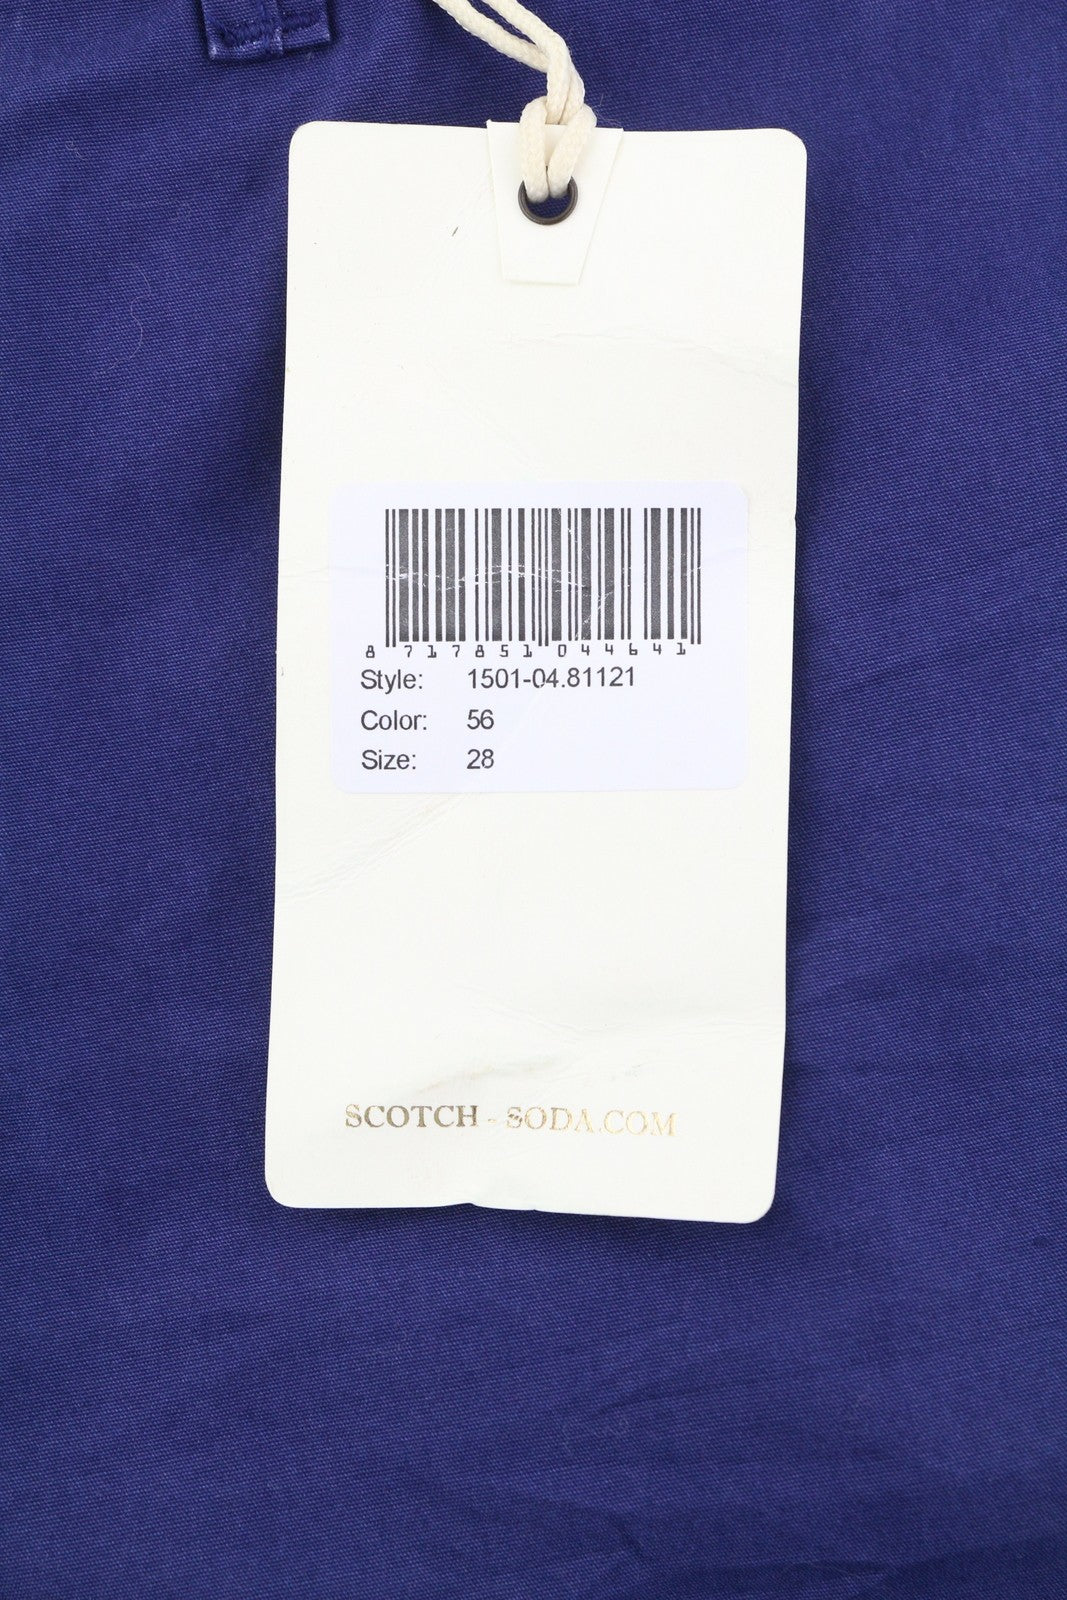 8 717851 044641
Style: 1501-04.81121
Color: 56
Size: 28
SCOTCH - SODA.COM